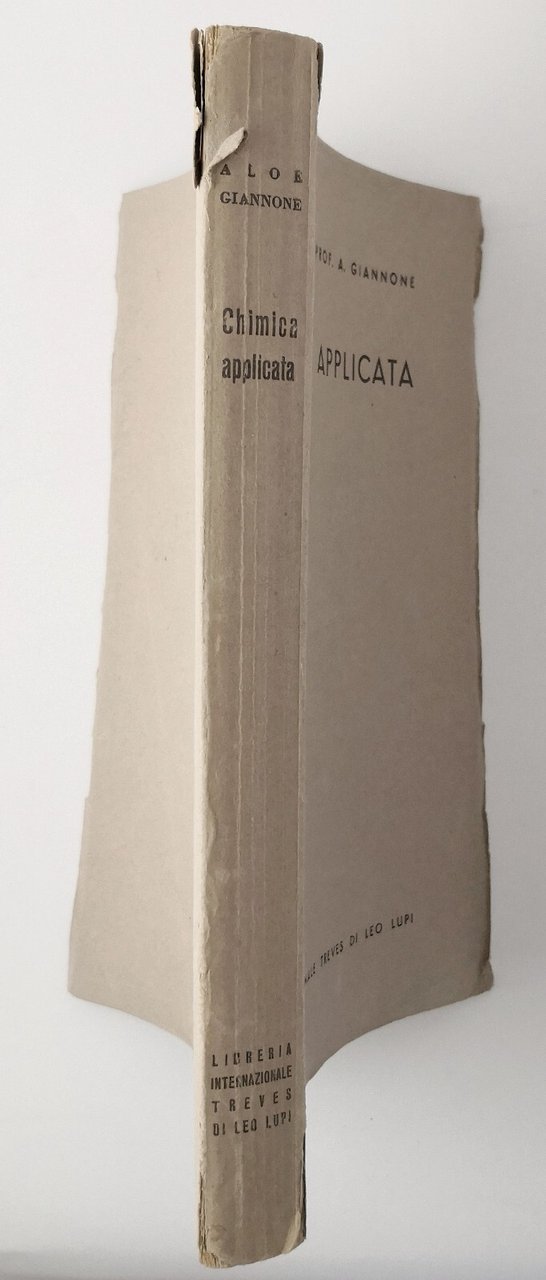 ALOE
GIANNONE
Chimica
applicata
LIBRERIA
INTERNAZIONALE
TREVES
DI LEO LUPI
PROF. A. GIANNONE
APPLICATA
TREVES DI LEO LUPI